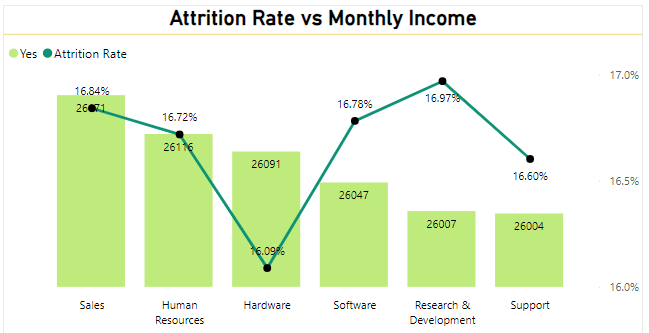 Attrition Rate vs Monthly Income
Yes
Attrition Rate
17.0%
16.5%
16.0%
16.84%
16.72%
26116
16.09%
26091
16.78%
26047
16.97%
26007
16.60%
26004
Sales
Human
Resources
Hardware
Software
Research &
Development
Support